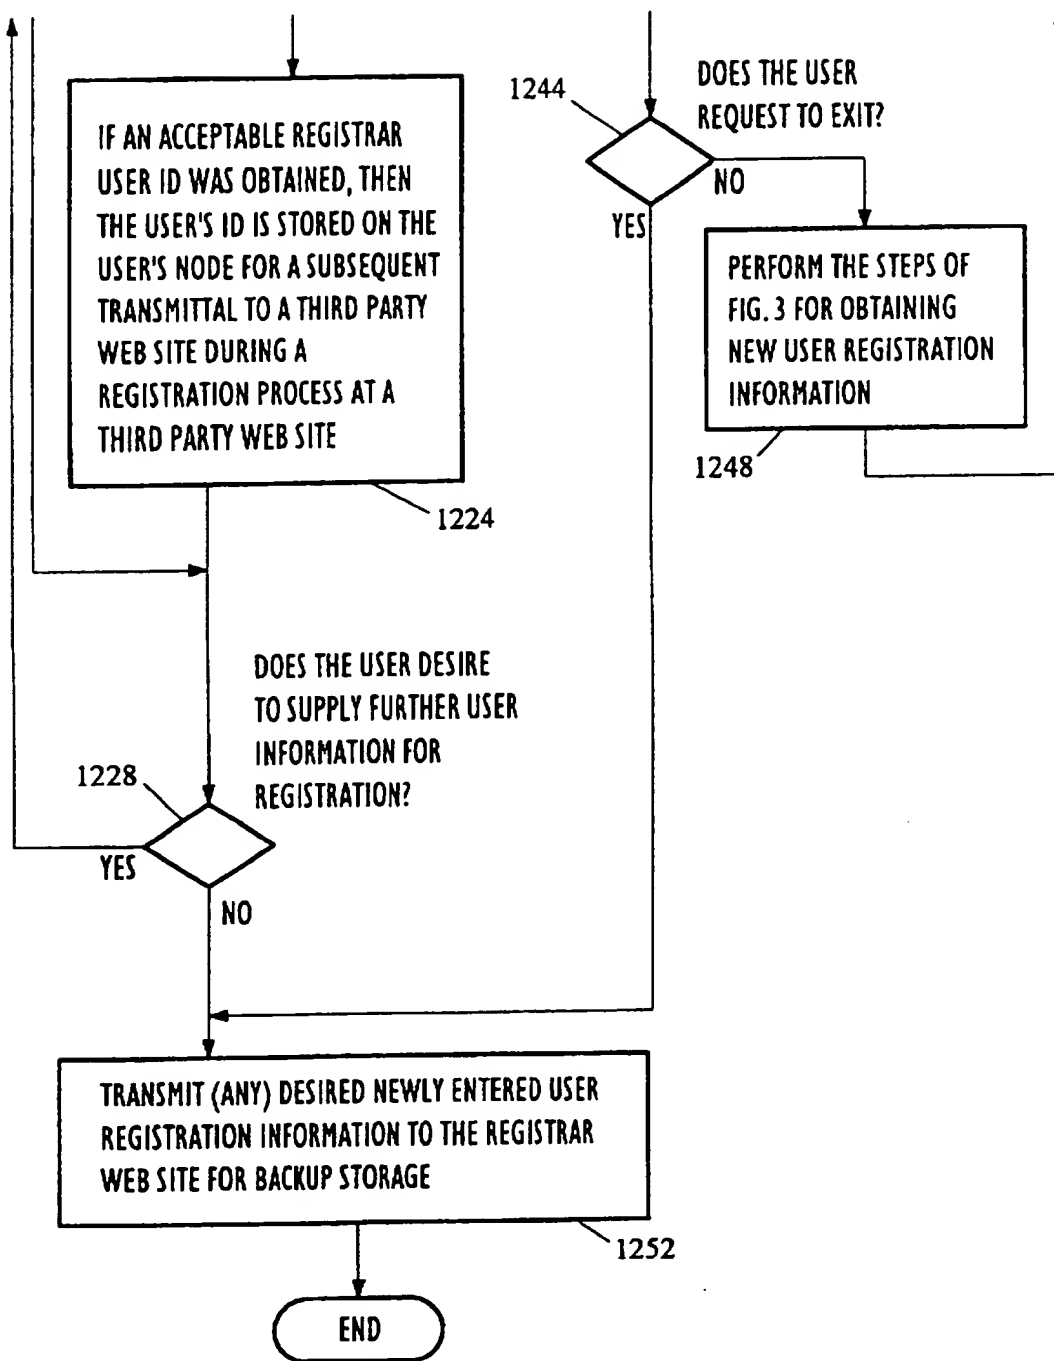 IF AN ACCEPTABLE REGISTRAR
USER ID WAS OBTAINED, THEN
THE USER'S ID IS STORED ON THE
USER'S NODE FOR A SUBSEQUENT
TRANSMITTAL TO A THIRD PARTY
WEB SITE DURING A
REGISTRATION PROCESS AT A
THIRD PARTY WEB SITE
1224
1244
DOES THE USER
REQUEST TO EXIT?
NO
YES
PERFORM THE STEPS OF
FIG. 3 FOR OBTAINING
NEW USER REGISTRATION
INFORMATION
1248
DOES THE USER DESIRE
TO SUPPLY FURTHER USER
INFORMATION FOR
REGISTRATION?
1228
YES
NO
TRANSMIT (ANY) DESIRED NEWLY ENTERED USER
REGISTRATION INFORMATION TO THE REGISTRAR
WEB SITE FOR BACKUP STORAGE
1252
END